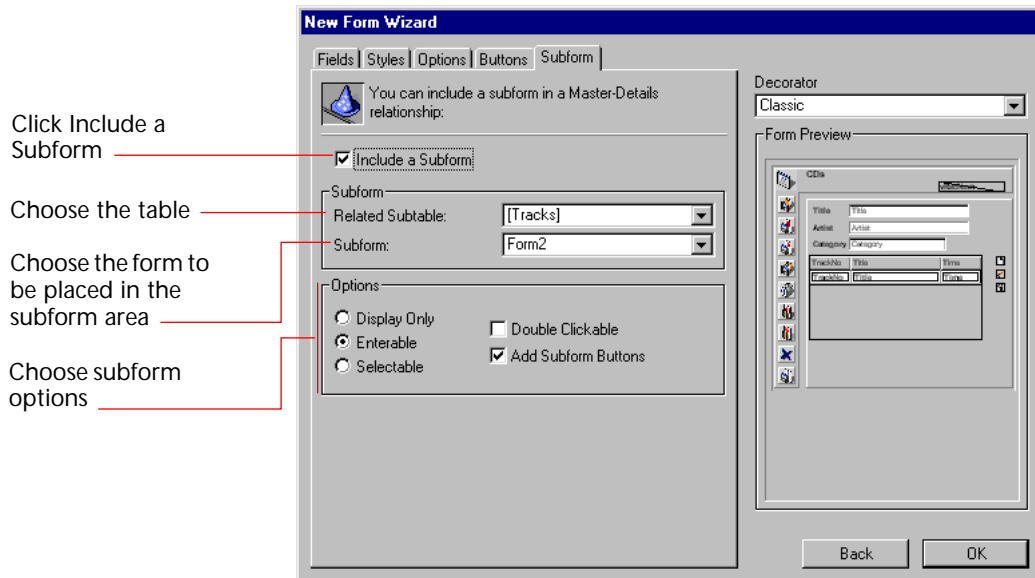 New Form Wizard
Fields Styles Options Buttons Subform
You can include a subform in a Master-Details
relationship:
Click Include a
Subform
Include a Subform
Subform
Choose the table
Related Subtable: [Tracks]
Subform: Form2
Choose the form to
be placed in the
subform area
Options
Display Only
Enterable
Selectable
Double Clickable
Add Subform Buttons
Choose subform
options
Decorator
Classic
Form Preview
CDs
Title Title
Artist Artist
Category Category
TrackNo Title Time
TrackNo Title Time
Back OK